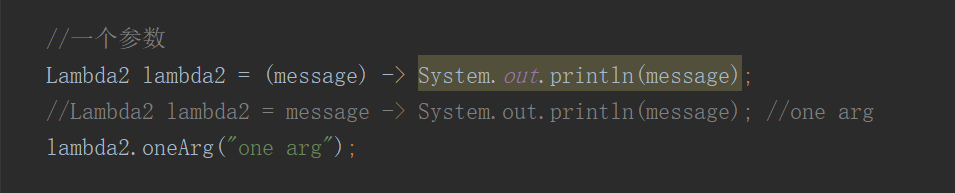 //一个参数
Lambda2 lambda2 = (message) -> System.out.println(message);
//Lambda2 lambda2 = message -> System.out.println(message); //one arg
lambda2.oneArg("one arg");